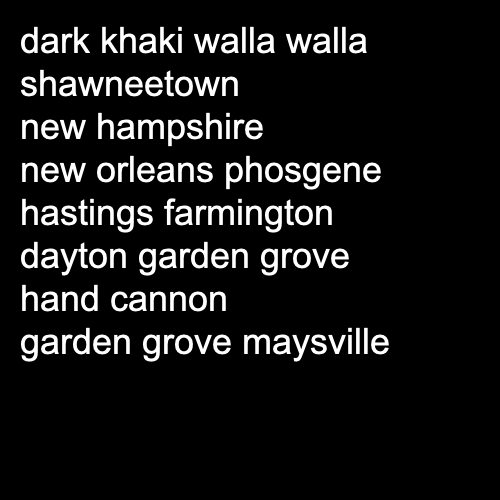 dark khaki walla walla
shawneetown
new hampshire
new orleans phosgene
hastings farmington
dayton garden grove
hand cannon
garden grove maysville